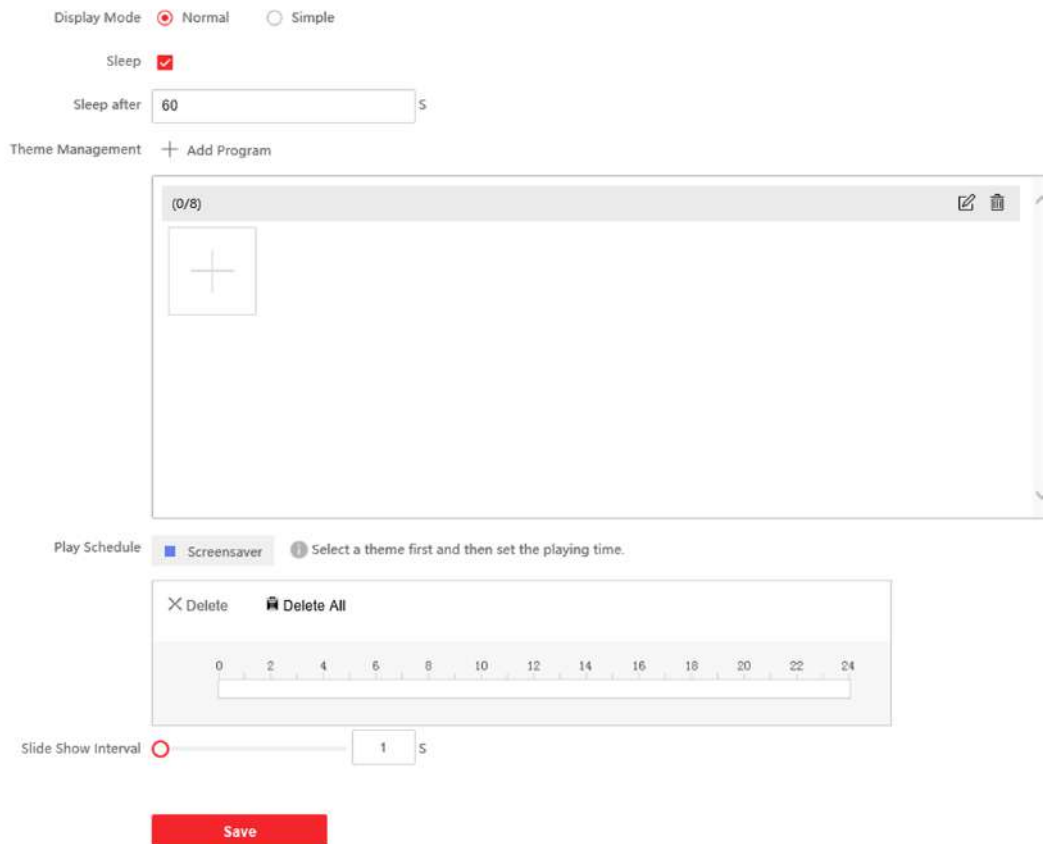 Display Mode Normal Simple
Sleep
Sleep after 60 S
Theme Management Add Program
(0/8)
Play Schedule Screensaver Select a theme first and then set the playing time.
Delete Delete All
0 2 4 6 8 10 12 14 16 18 20 22 24
Slide Show Interval 1 S
Save